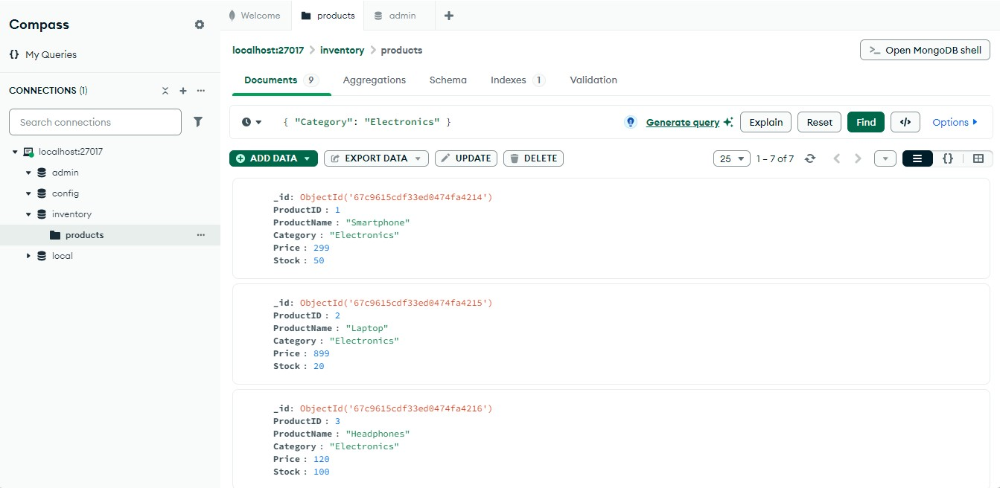 Compass
{} My Queries
CONNECTIONS (1)
Search connections
localhost:27017
admin
config
inventory
products
local
Welcome
products
admin
localhost:27017 > inventory > products
>_ Open MongoDB shell
Documents 9
Aggregations
Schema
Indexes 1
Validation
{ "Category": "Electronics" }
Generate query
Explain
Reset
Find
</>
Options
ADD DATA
EXPORT DATA
UPDATE
DELETE
25
1 – 7 of 7
{}
_id: ObjectId('67c9615cdf33ed0474fa4214')
ProductID : 1
ProductName : "Smartphone"
Category : "Electronics"
Price : 299
Stock : 50
_id: ObjectId('67c9615cdf33ed0474fa4215')
ProductID : 2
ProductName : "Laptop"
Category : "Electronics"
Price : 899
Stock : 20
_id: ObjectId('67c9615cdf33ed0474fa4216')
ProductID : 3
ProductName : "Headphones"
Category : "Electronics"
Price : 120
Stock : 100